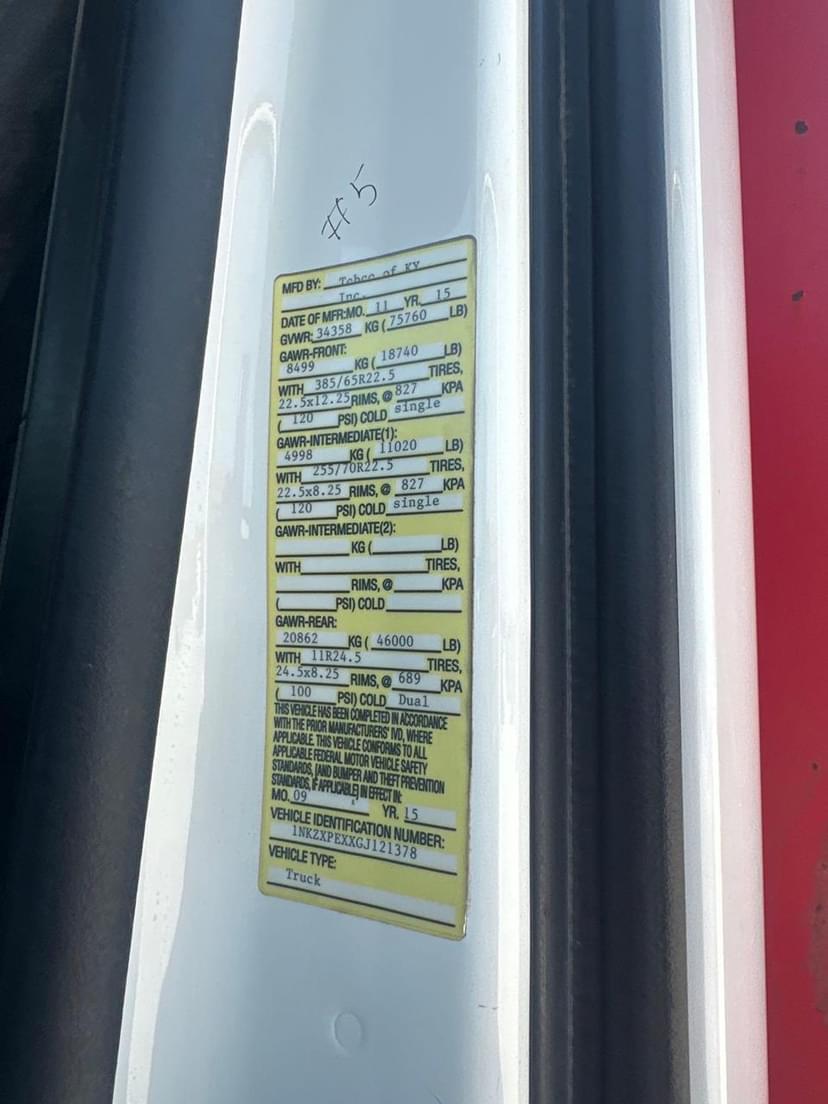 #5
MFD BY: Tebco of KY
Inc.
DATE OF MFR:MO. 11 YR. 15
GVWR: 34358 KG ( 75760 LB)
GAWR-FRONT:
8499 KG ( 18740 LB)
WITH 385/65R22.5 TIRES,
22.5x12.25 RIMS, @ 827 KPA
( 120 PSI) COLD single
GAWR-INTERMEDIATE(1):
4998 KG ( 11020 LB)
WITH 255/70R22.5 TIRES,
22.5x8.25 RIMS, @ 827 KPA
( 120 PSI) COLD single
GAWR-INTERMEDIATE(2):
KG ( LB)
WITH TIRES,
RIMS, @ KPA
( PSI) COLD
GAWR-REAR:
20862 KG ( 46000 LB)
WITH 11R24.5 TIRES,
24.5x8.25 RIMS, @ 689 KPA
( 100 PSI) COLD Dual
THIS VEHICLE HAS BEEN COMPLETED IN ACCORDANCE
WITH THE PRIOR MANUFACTURERS' IVD, WHERE
APPLICABLE. THIS VEHICLE CONFORMS TO ALL
APPLICABLE FEDERAL MOTOR VEHICLE SAFETY
STANDARDS, [AND BUMPER AND THEFT PREVENTION
STANDARDS, IF APPLICABLE] IN EFFECT IN:
MO. 09 YR. 15
VEHICLE IDENTIFICATION NUMBER:
1NKZXPEXXGJ121378
VEHICLE TYPE:
Truck